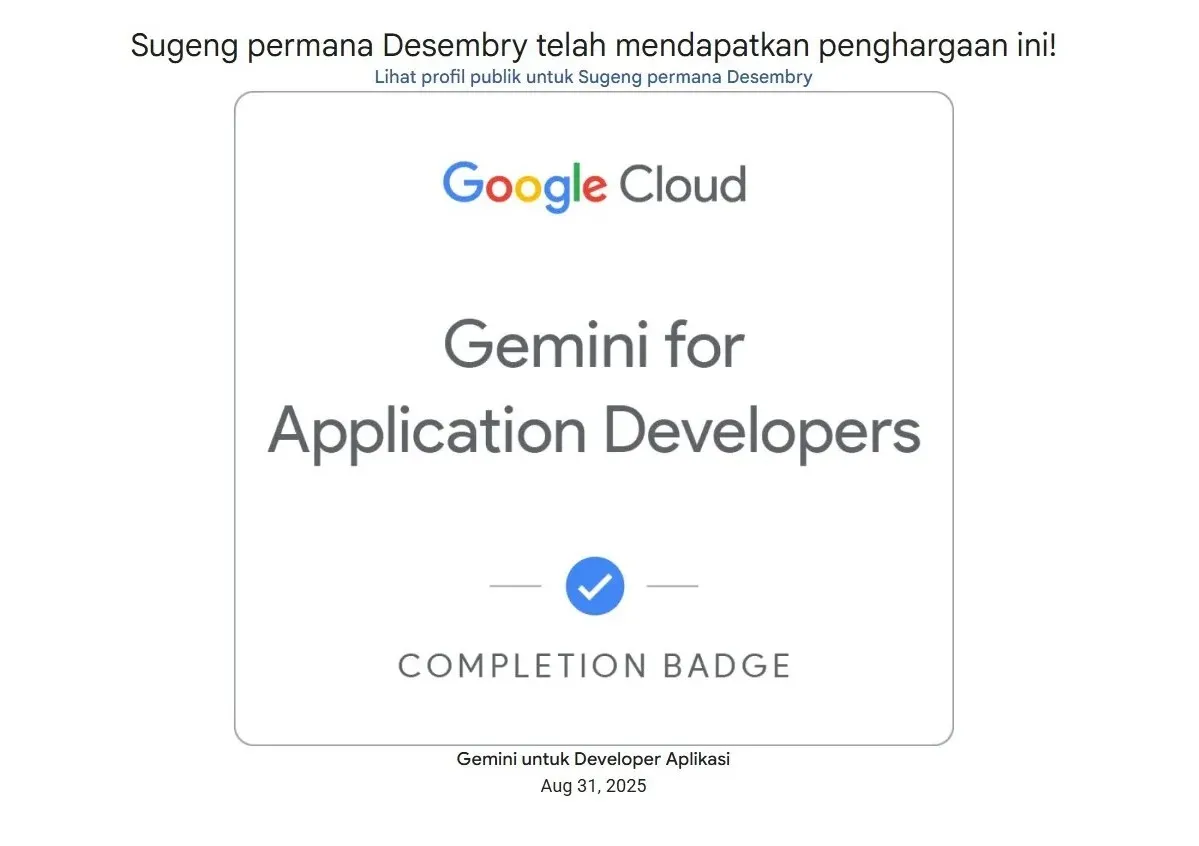 Sugeng permana Desembry telah mendapatkan penghargaan ini!
Lihat profil publik untuk Sugeng permana Desembry
Google Cloud
Gemini for
Application Developers
COMPLETION BADGE
Gemini untuk Developer Aplikasi
Aug 31, 2025